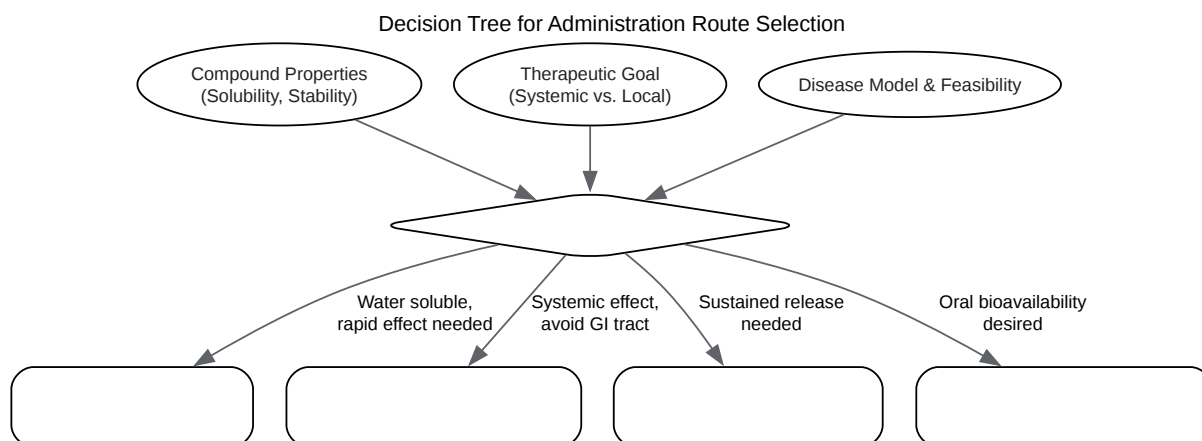 Decision Tree for Administration Route Selection
Compound Properties
(Solubility, Stability)
Therapeutic Goal
(Systemic vs. Local)
Disease Model & Feasibility
Water soluble,
rapid effect needed
Systemic effect,
avoid GI tract
Sustained release
needed
Oral bioavailability
desired